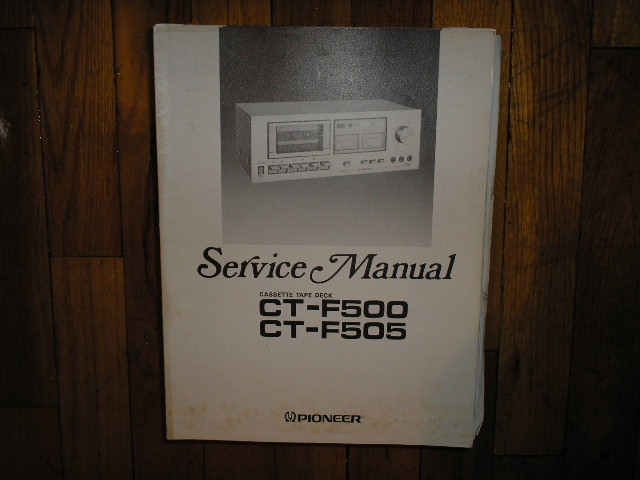 Service Manual
CASSETTE TAPE DECK
CT-F500
CT-F505
PIONEER